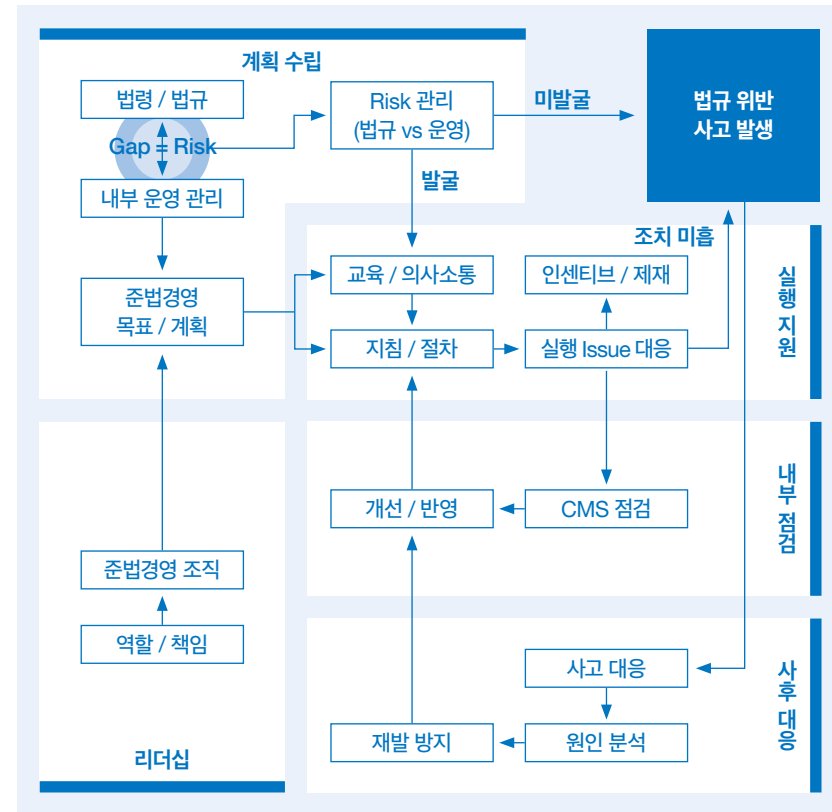 계획 수립
법령 / 법규
Gap = Risk
내부 운영 관리
준법경영
목표 / 계획
Risk 관리
(법규 vs 운영)
미발굴
발굴
법규 위반
사고 발생
조치 미흡
교육 / 의사소통
인센티브 / 제재
지침 / 절차
실행 Issue 대응
실행 지원
개선 / 반영
CMS 점검
내부 점검
준법경영 조직
역할 / 책임
리더십
사고 대응
재발 방지
원인 분석
사후 대응